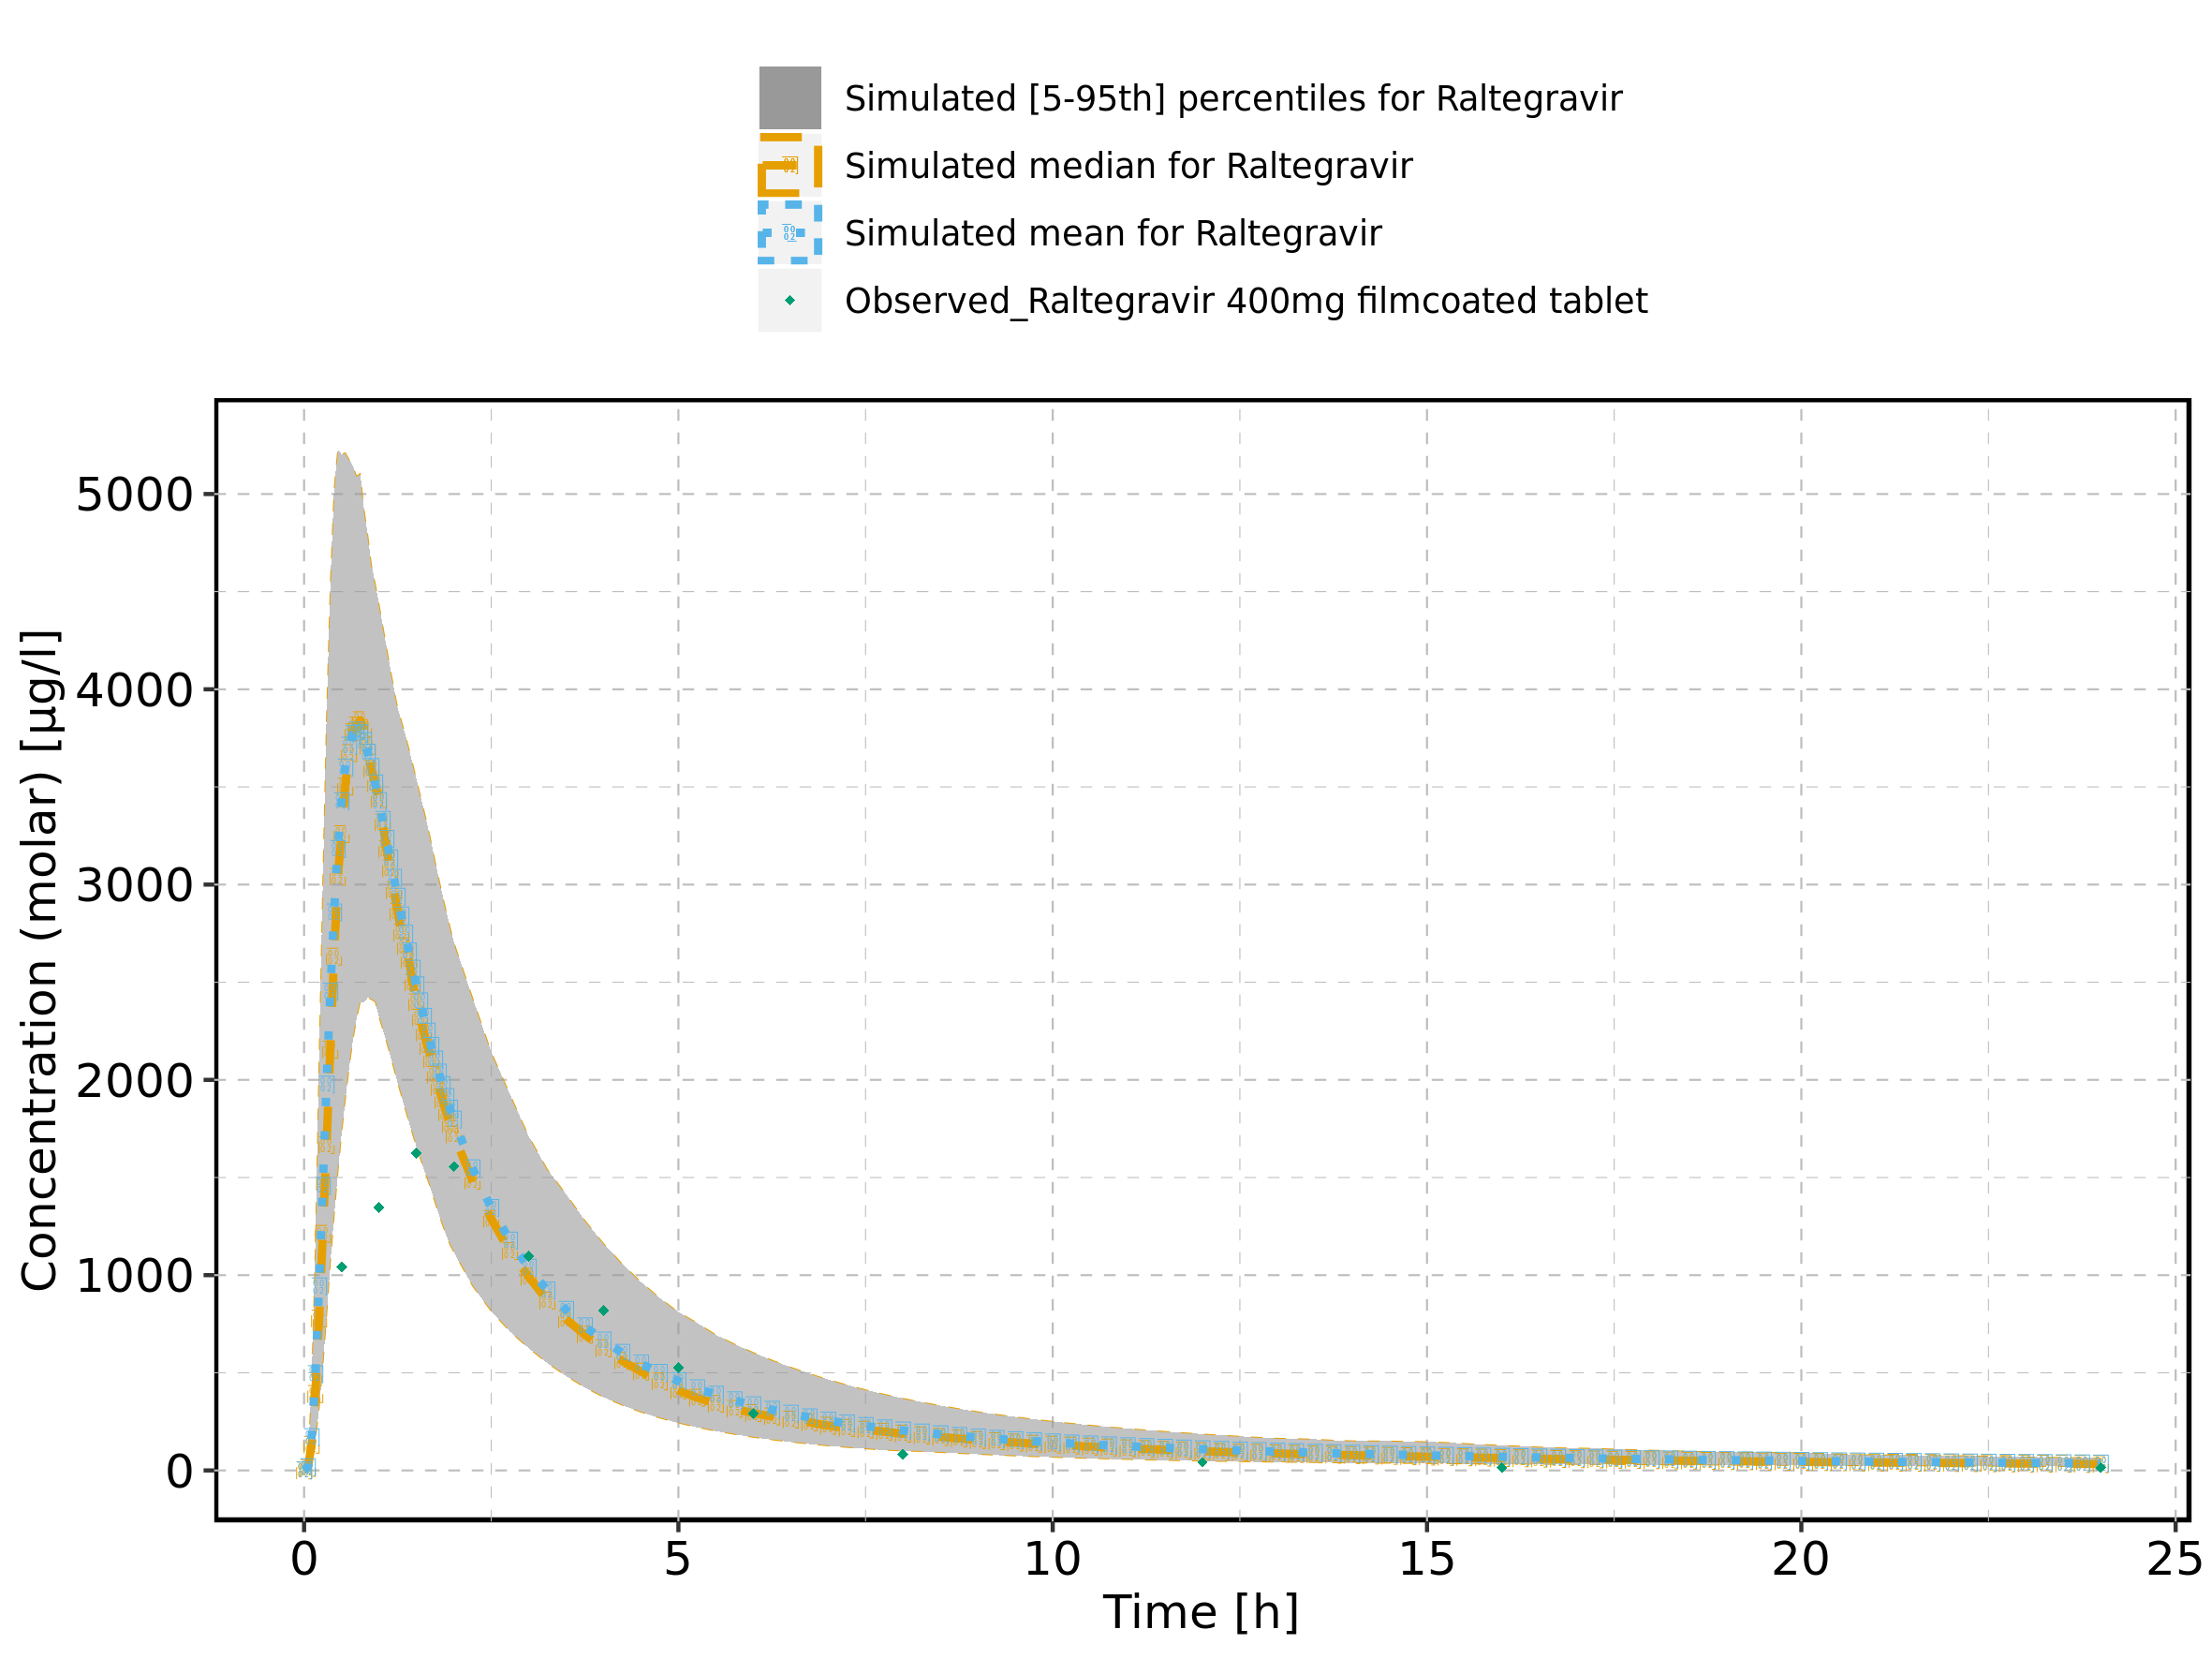 Simulated [5-95th] percentiles for Raltegravir
Simulated median for Raltegravir
Simulated mean for Raltegravir
Observed_Raltegravir 400mg filmcoated tablet
Concentration (molar) [µg/l]
5000
4000
3000
2000
1000
0
0 5 10 15 20 25
Time [h]